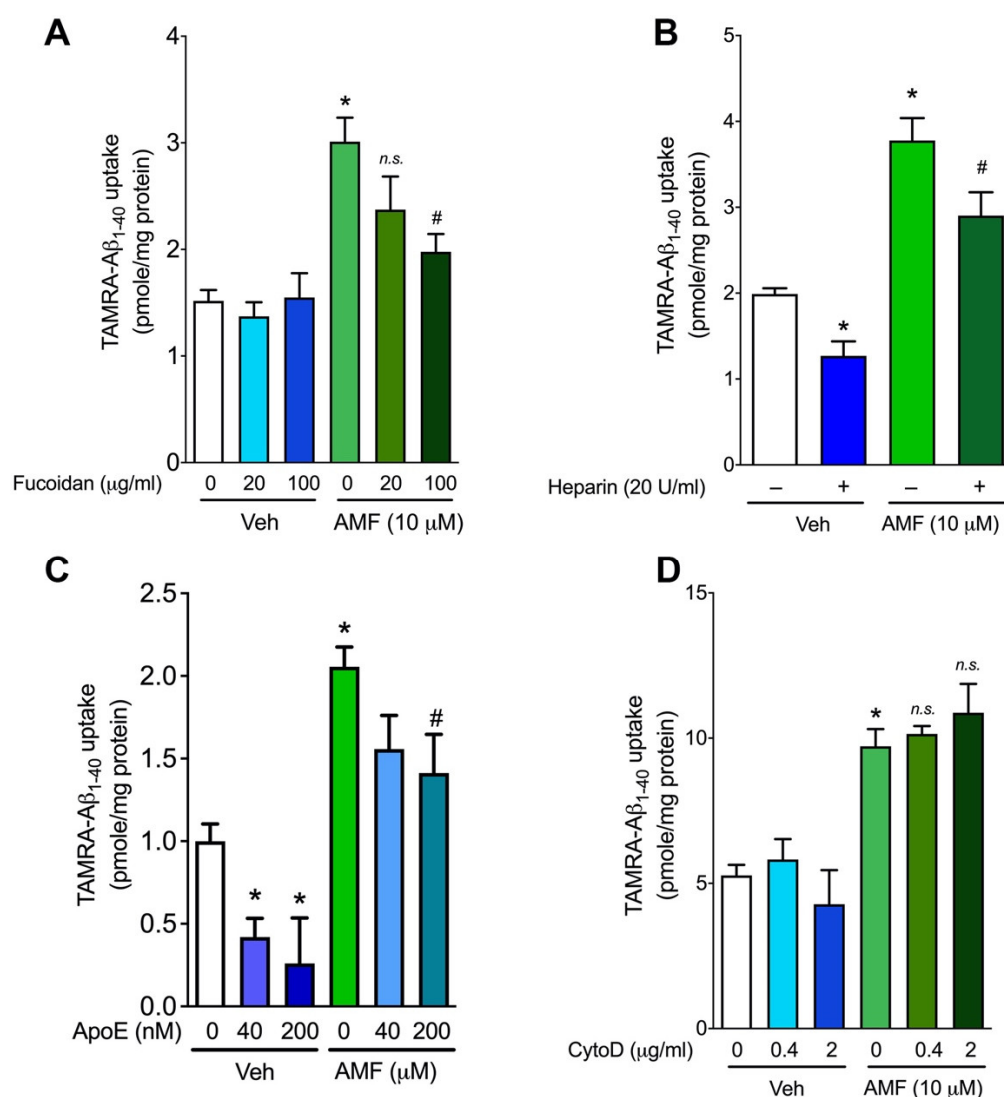 A
TAMRA-Aβ1-40 uptake
(pmole/mg protein)
4
3
2
1
0
*
n.s.
#
Fucoidan (μg/ml) 0 20 100 0 20 100
Veh AMF (10 μM)
B
TAMRA-Aβ1-40 uptake
(pmole/mg protein)
5
4
3
2
1
0
*
*
#
Heparin (20 U/ml) – + – +
Veh AMF (10 μM)
C
TAMRA-Aβ1-40 uptake
(pmole/mg protein)
2.5
2.0
1.5
1.0
0.5
0.0
*
*
*
#
ApoE (nM) 0 40 200 0 40 200
Veh AMF (μM)
D
TAMRA-Aβ1-40 uptake
(pmole/mg protein)
15
10
5
0
*
n.s.
n.s.
CytoD (μg/ml) 0 0.4 2 0 0.4 2
Veh AMF (10 μM)